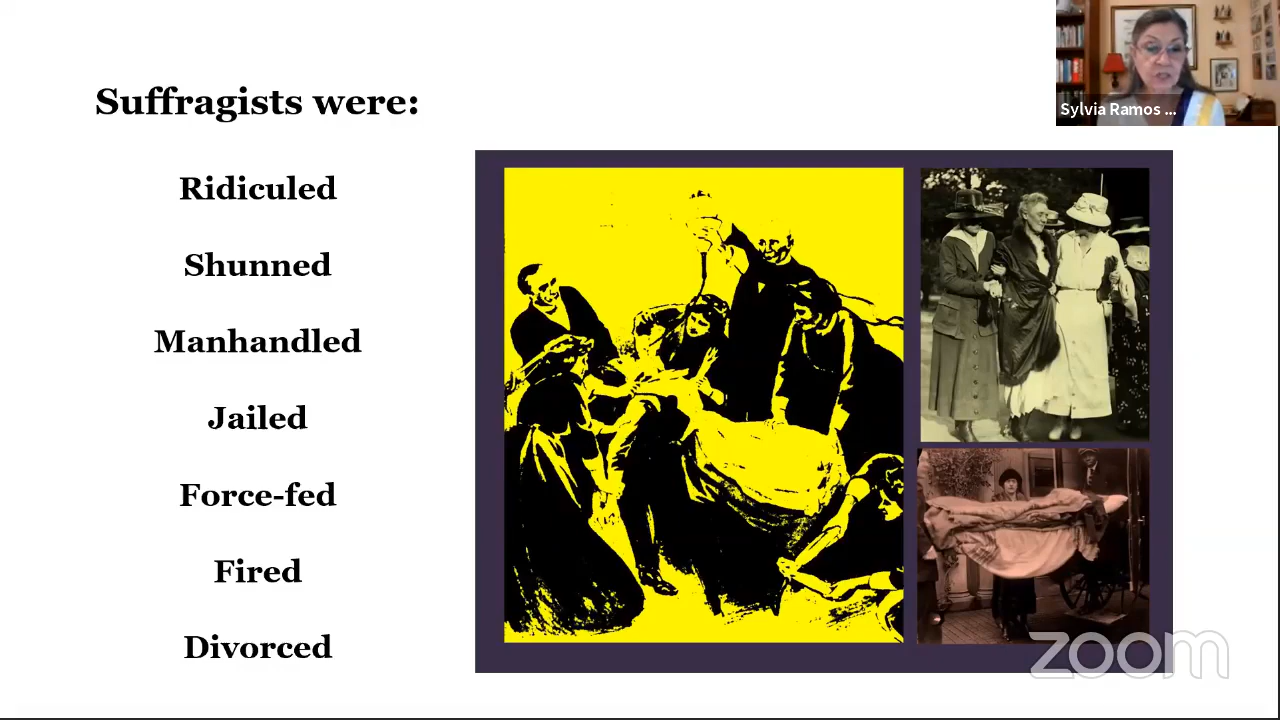 Sylvia Ramos ...
Suffragists were:
Ridiculed
Shunned
Manhandled
Jailed
Force-fed
Fired
Divorced
zoom